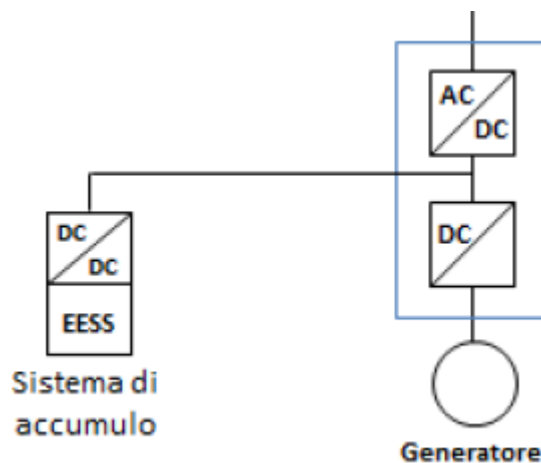 AC
DC
DC
DC
DC
EESS
Sistema di
accumulo
Generatore